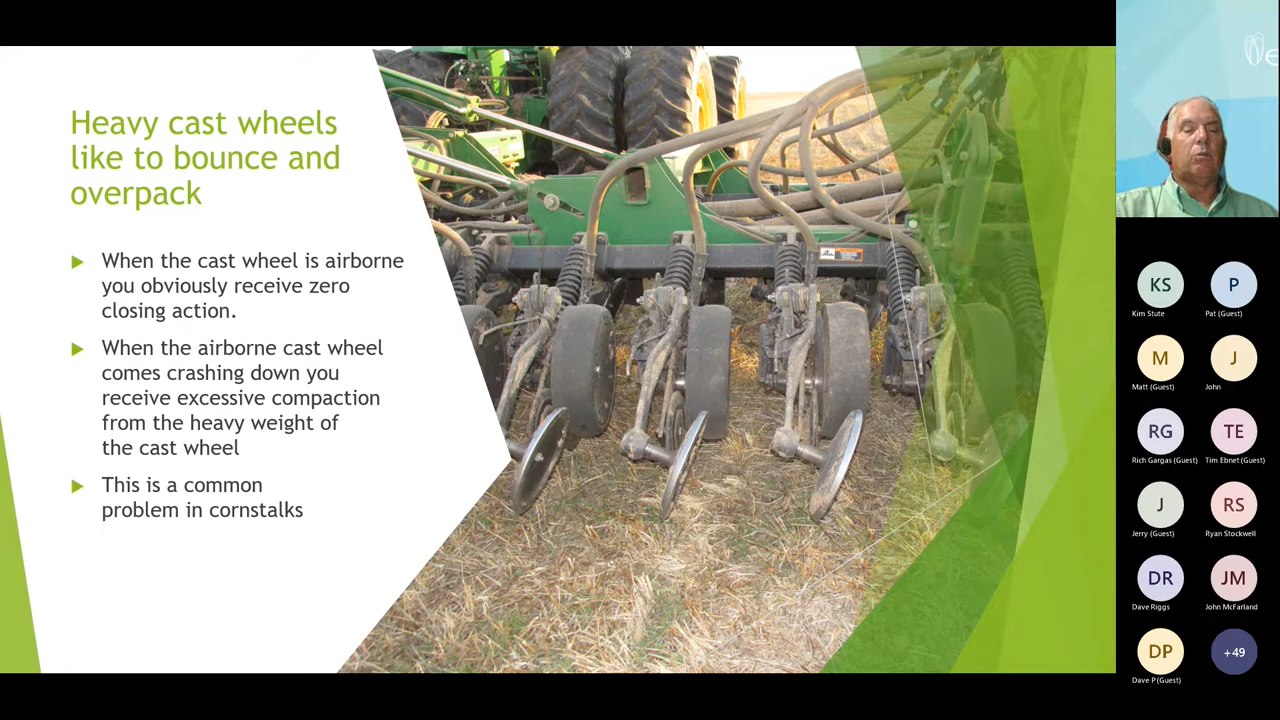 Heavy cast wheels
like to bounce and
overpack
When the cast wheel is airborne
you obviously receive zero
closing action.
When the airborne cast wheel
comes crashing down you
receive excessive compaction
from the heavy weight of
the cast wheel
This is a common
problem in cornstalks
KS
Kim Stute
P
Pat (Guest)
M
Matt (Guest)
J
John
RG
Rich Gargas (Guest)
TE
Tim Ebnet (Guest)
J
Jerry (Guest)
RS
Ryan Stockwell
DR
Dave Riggs
JM
John McFarland
DP
Dave P (Guest)
+49